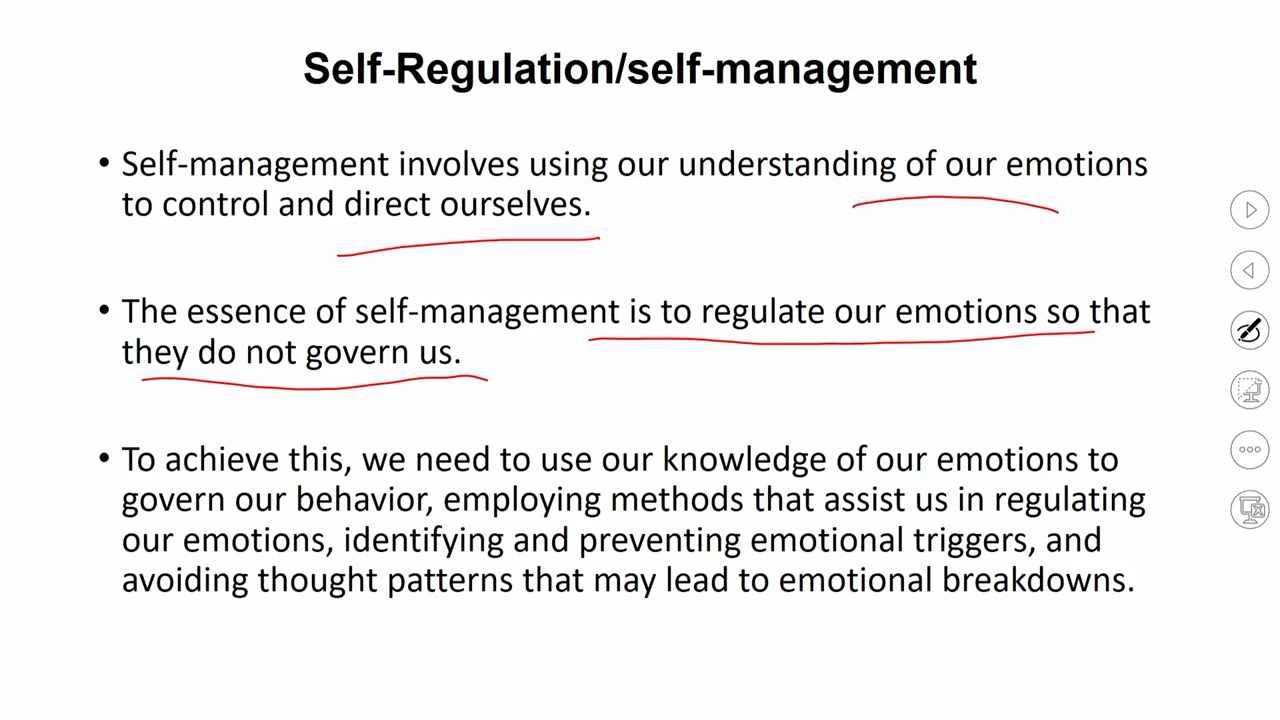 Self-Regulation/self-management
• Self-management involves using our understanding of our emotions
to control and direct ourselves.
• The essence of self-management is to regulate our emotions so that
they do not govern us.
• To achieve this, we need to use our knowledge of our emotions to
govern our behavior, employing methods that assist us in regulating
our emotions, identifying and preventing emotional triggers, and
avoiding thought patterns that may lead to emotional breakdowns.